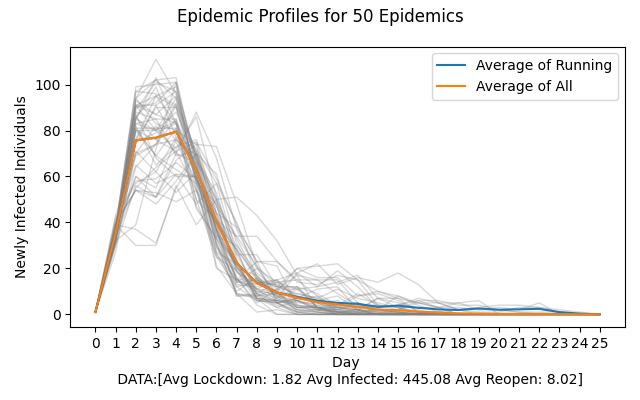 Epidemic Profiles for 50 Epidemics
Newly Infected Individuals
100
80
60
40
20
0
Average of Running
Average of All
0 1 2 3 4 5 6 7 8 9 10 11 12 13 14 15 16 17 18 19 20 21 22 23 24 25
Day
DATA:[Avg Lockdown: 1.82 Avg Infected: 445.08 Avg Reopen: 8.02]